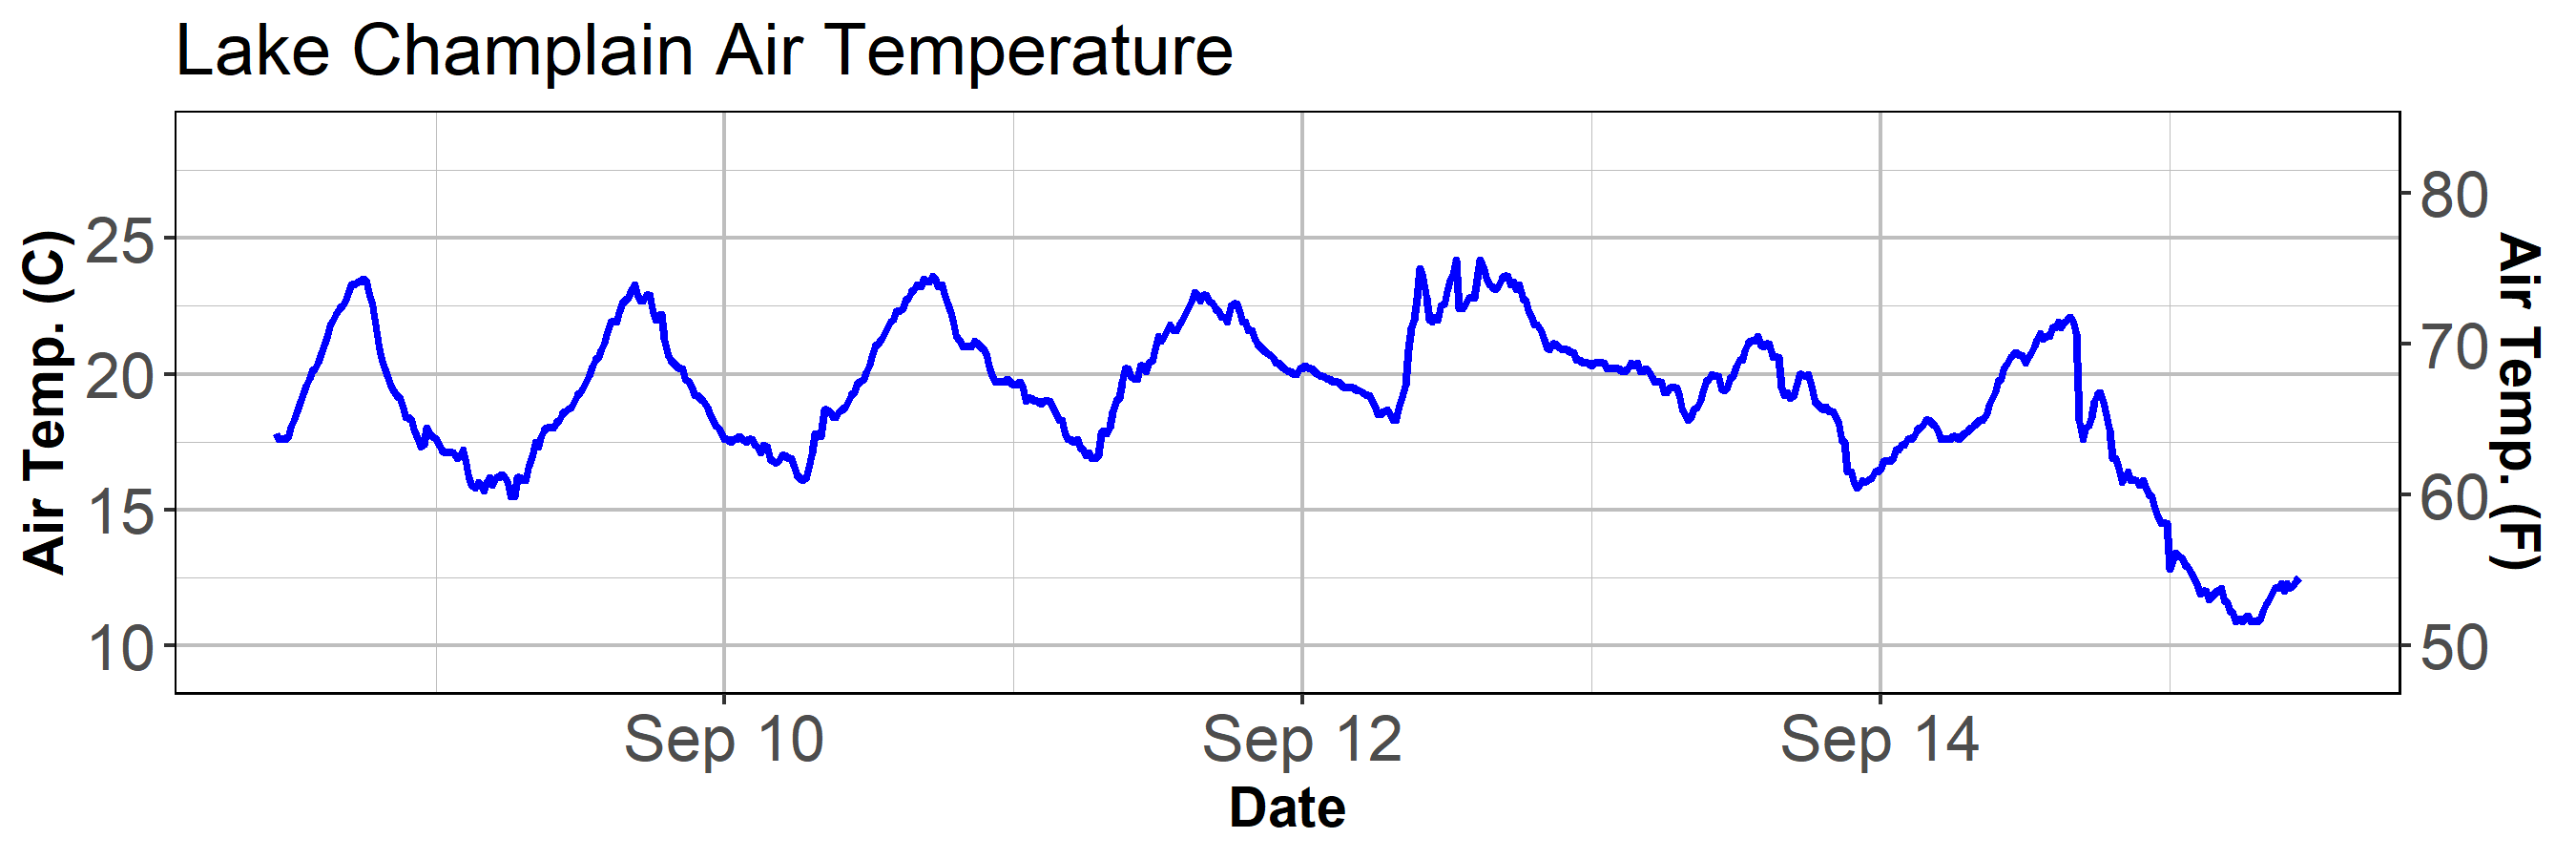 Lake Champlain Air Temperature
Air Temp. (C)
25
20
15
10
80
70
60
50
Air Temp. (F)
Sep 10
Sep 12
Sep 14
Date